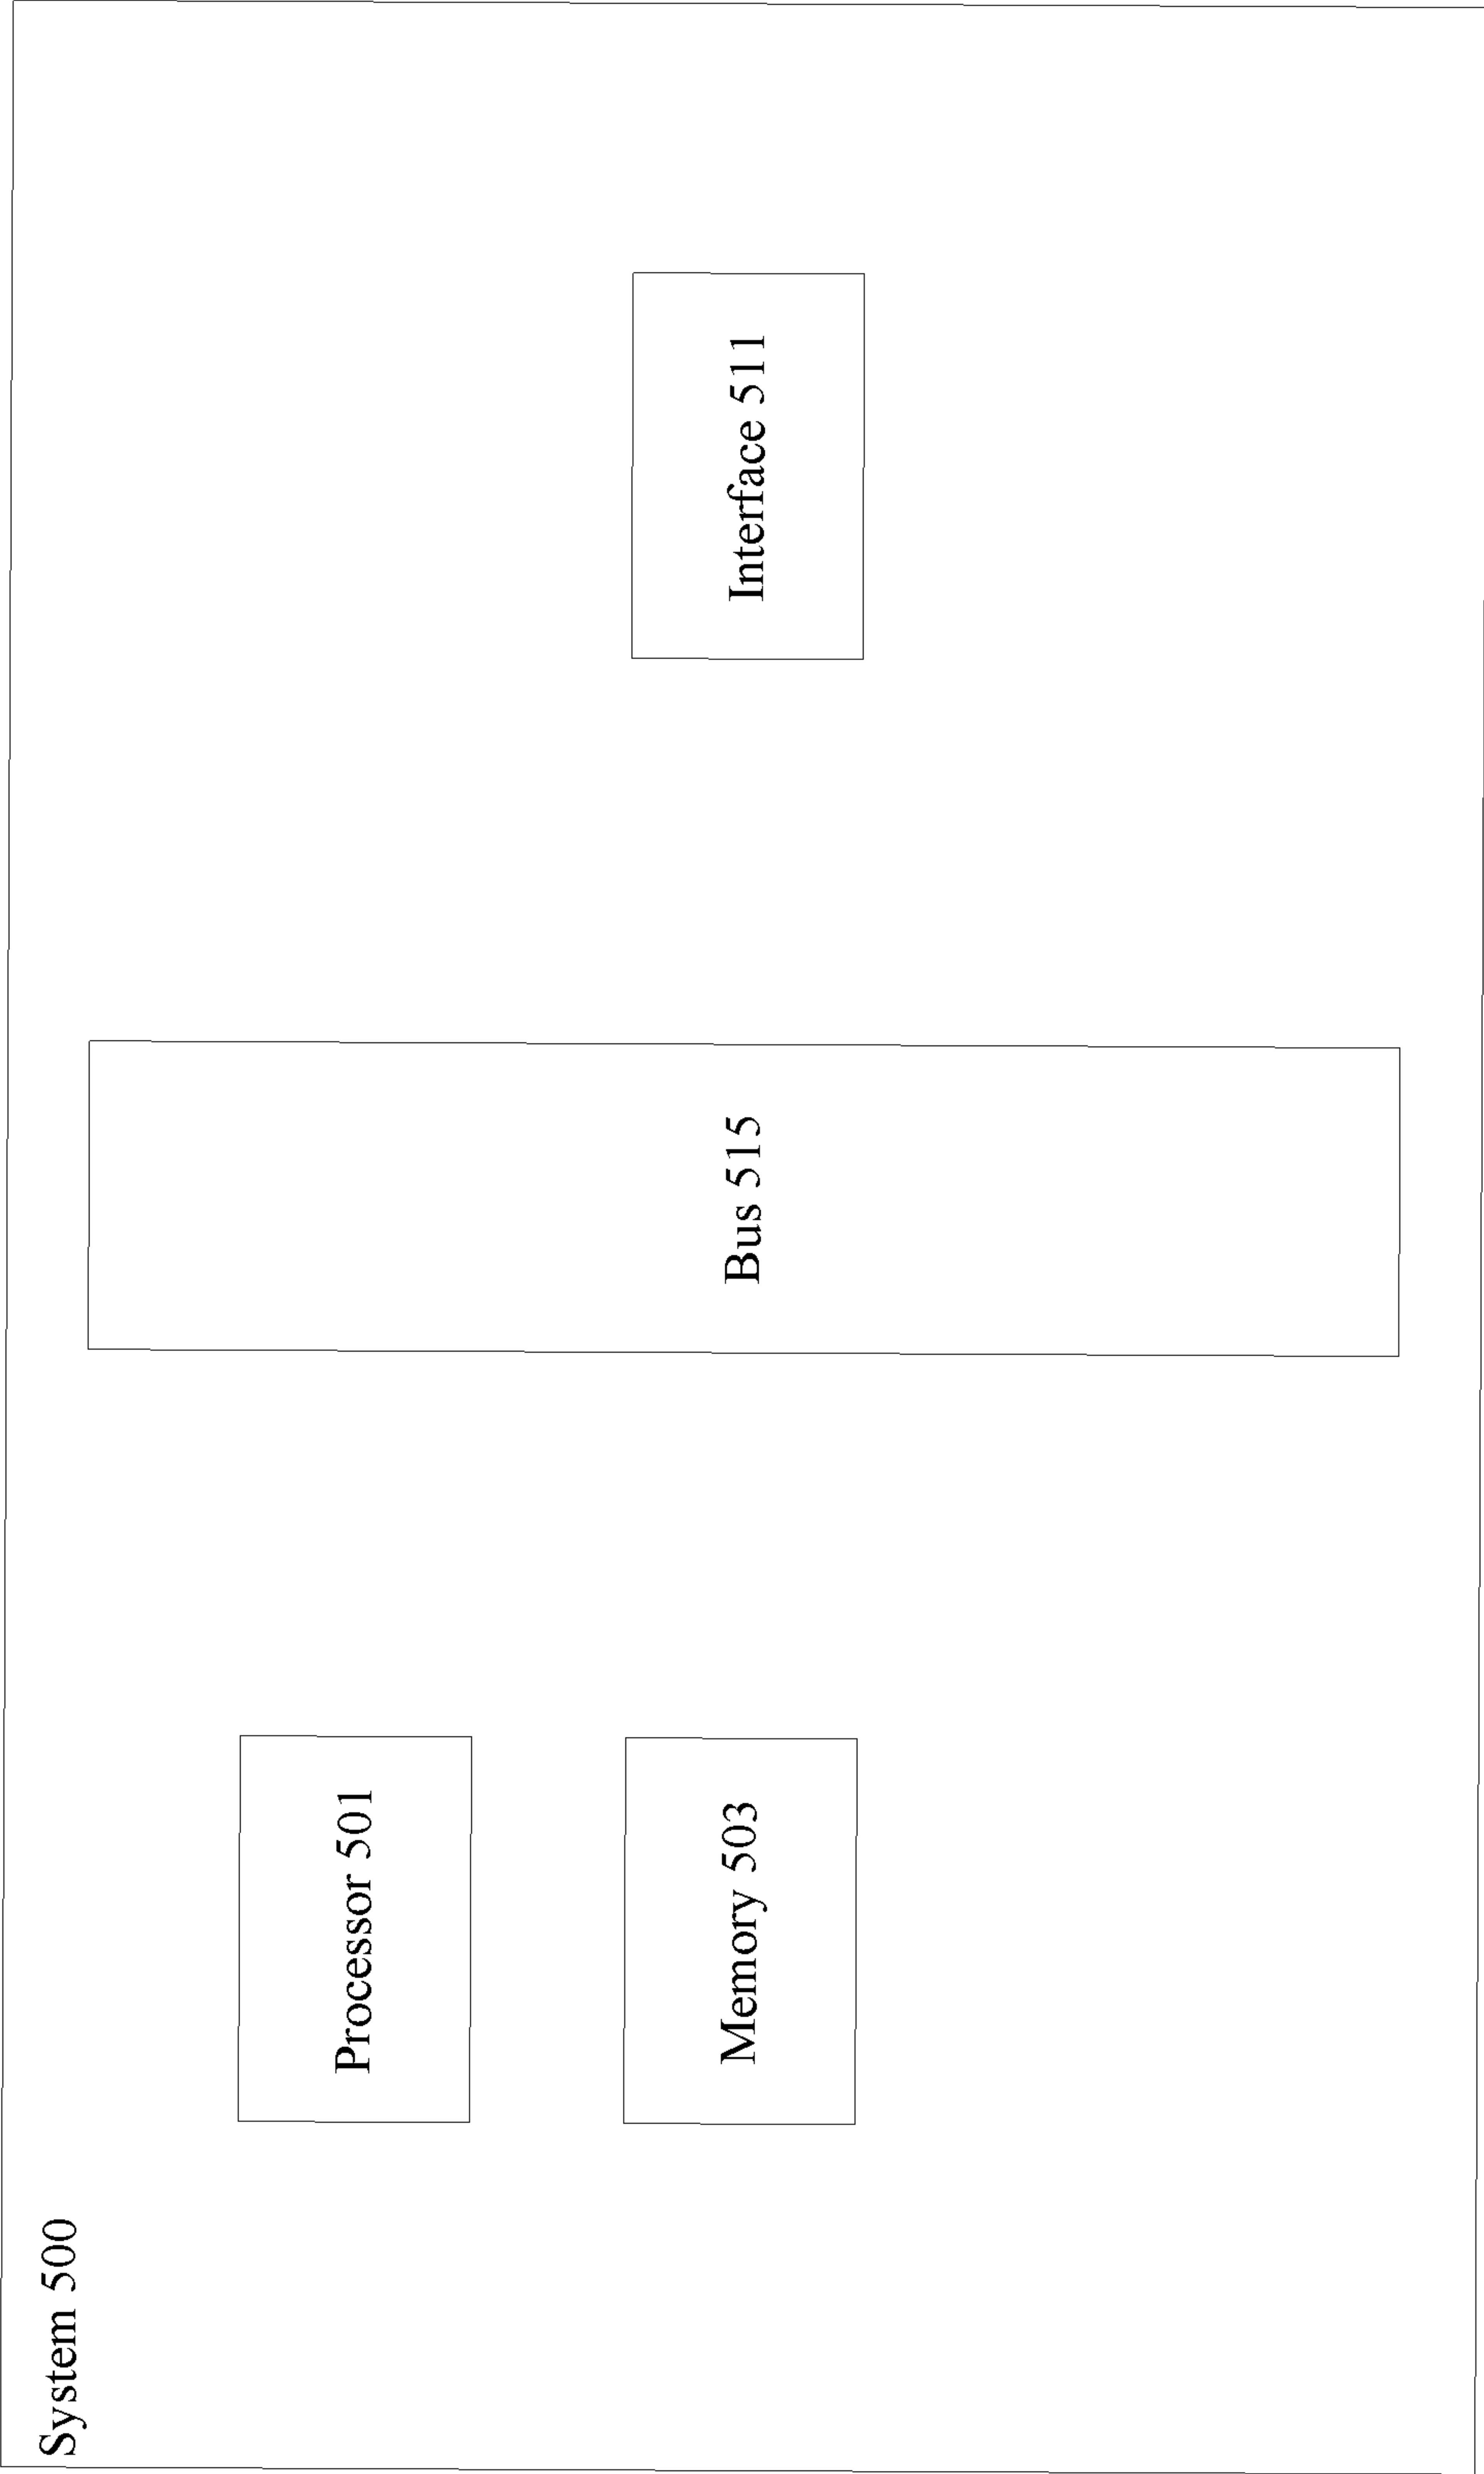 System 500
Processor 501
Memory 503
Bus 515
Interface 511